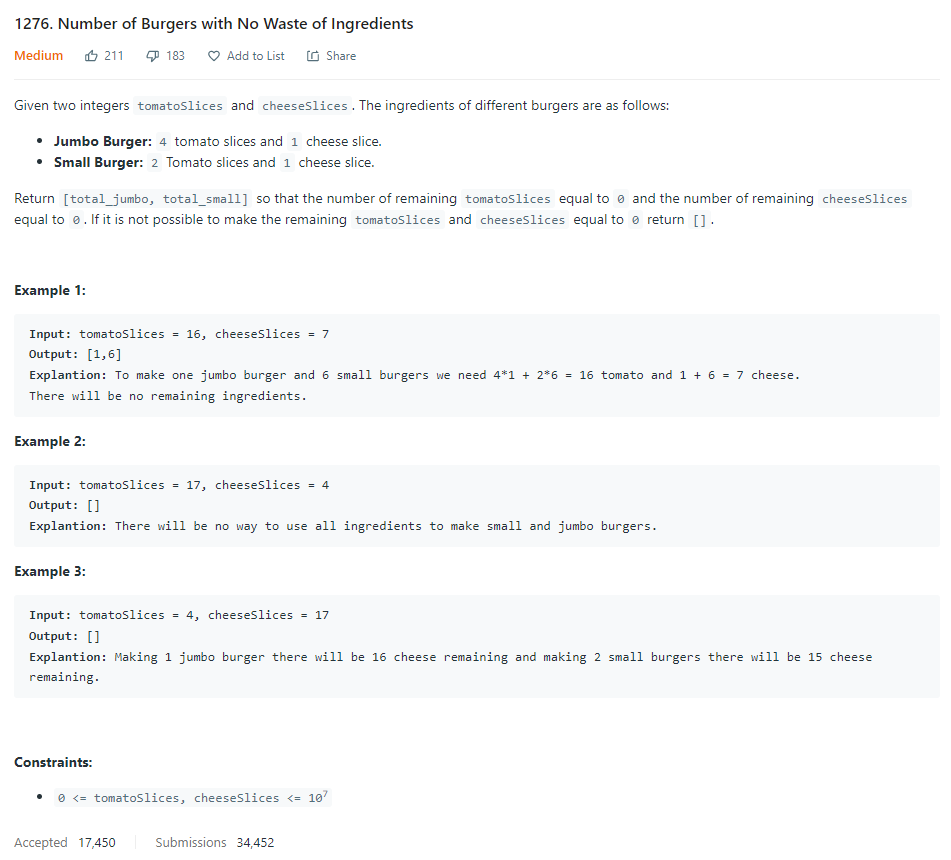 1276. Number of Burgers with No Waste of Ingredients
Medium 211 183 Add to List Share
Given two integers tomatoSlices and cheeseSlices. The ingredients of different burgers are as follows:
• Jumbo Burger: 4 tomato slices and 1 cheese slice.
• Small Burger: 2 Tomato slices and 1 cheese slice.
Return [total_jumbo, total_small] so that the number of remaining tomatoSlices equal to 0 and the number of remaining cheeseSlices
equal to 0. If it is not possible to make the remaining tomatoSlices and cheeseSlices equal to 0 return [].
Example 1:
Input: tomatoSlices = 16, cheeseSlices = 7
Output: [1,6]
Explantion: To make one jumbo burger and 6 small burgers we need 4*1 + 2*6 = 16 tomato and 1 + 6 = 7 cheese.
There will be no remaining ingredients.
Example 2:
Input: tomatoSlices = 17, cheeseSlices = 4
Output: []
Explantion: There will be no way to use all ingredients to make small and jumbo burgers.
Example 3:
Input: tomatoSlices = 4, cheeseSlices = 17
Output: []
Explantion: Making 1 jumbo burger there will be 16 cheese remaining and making 2 small burgers there will be 15 cheese
remaining.
Constraints:
• 0 <= tomatoSlices, cheeseSlices <= 10⁷
Accepted 17,450 Submissions 34,452